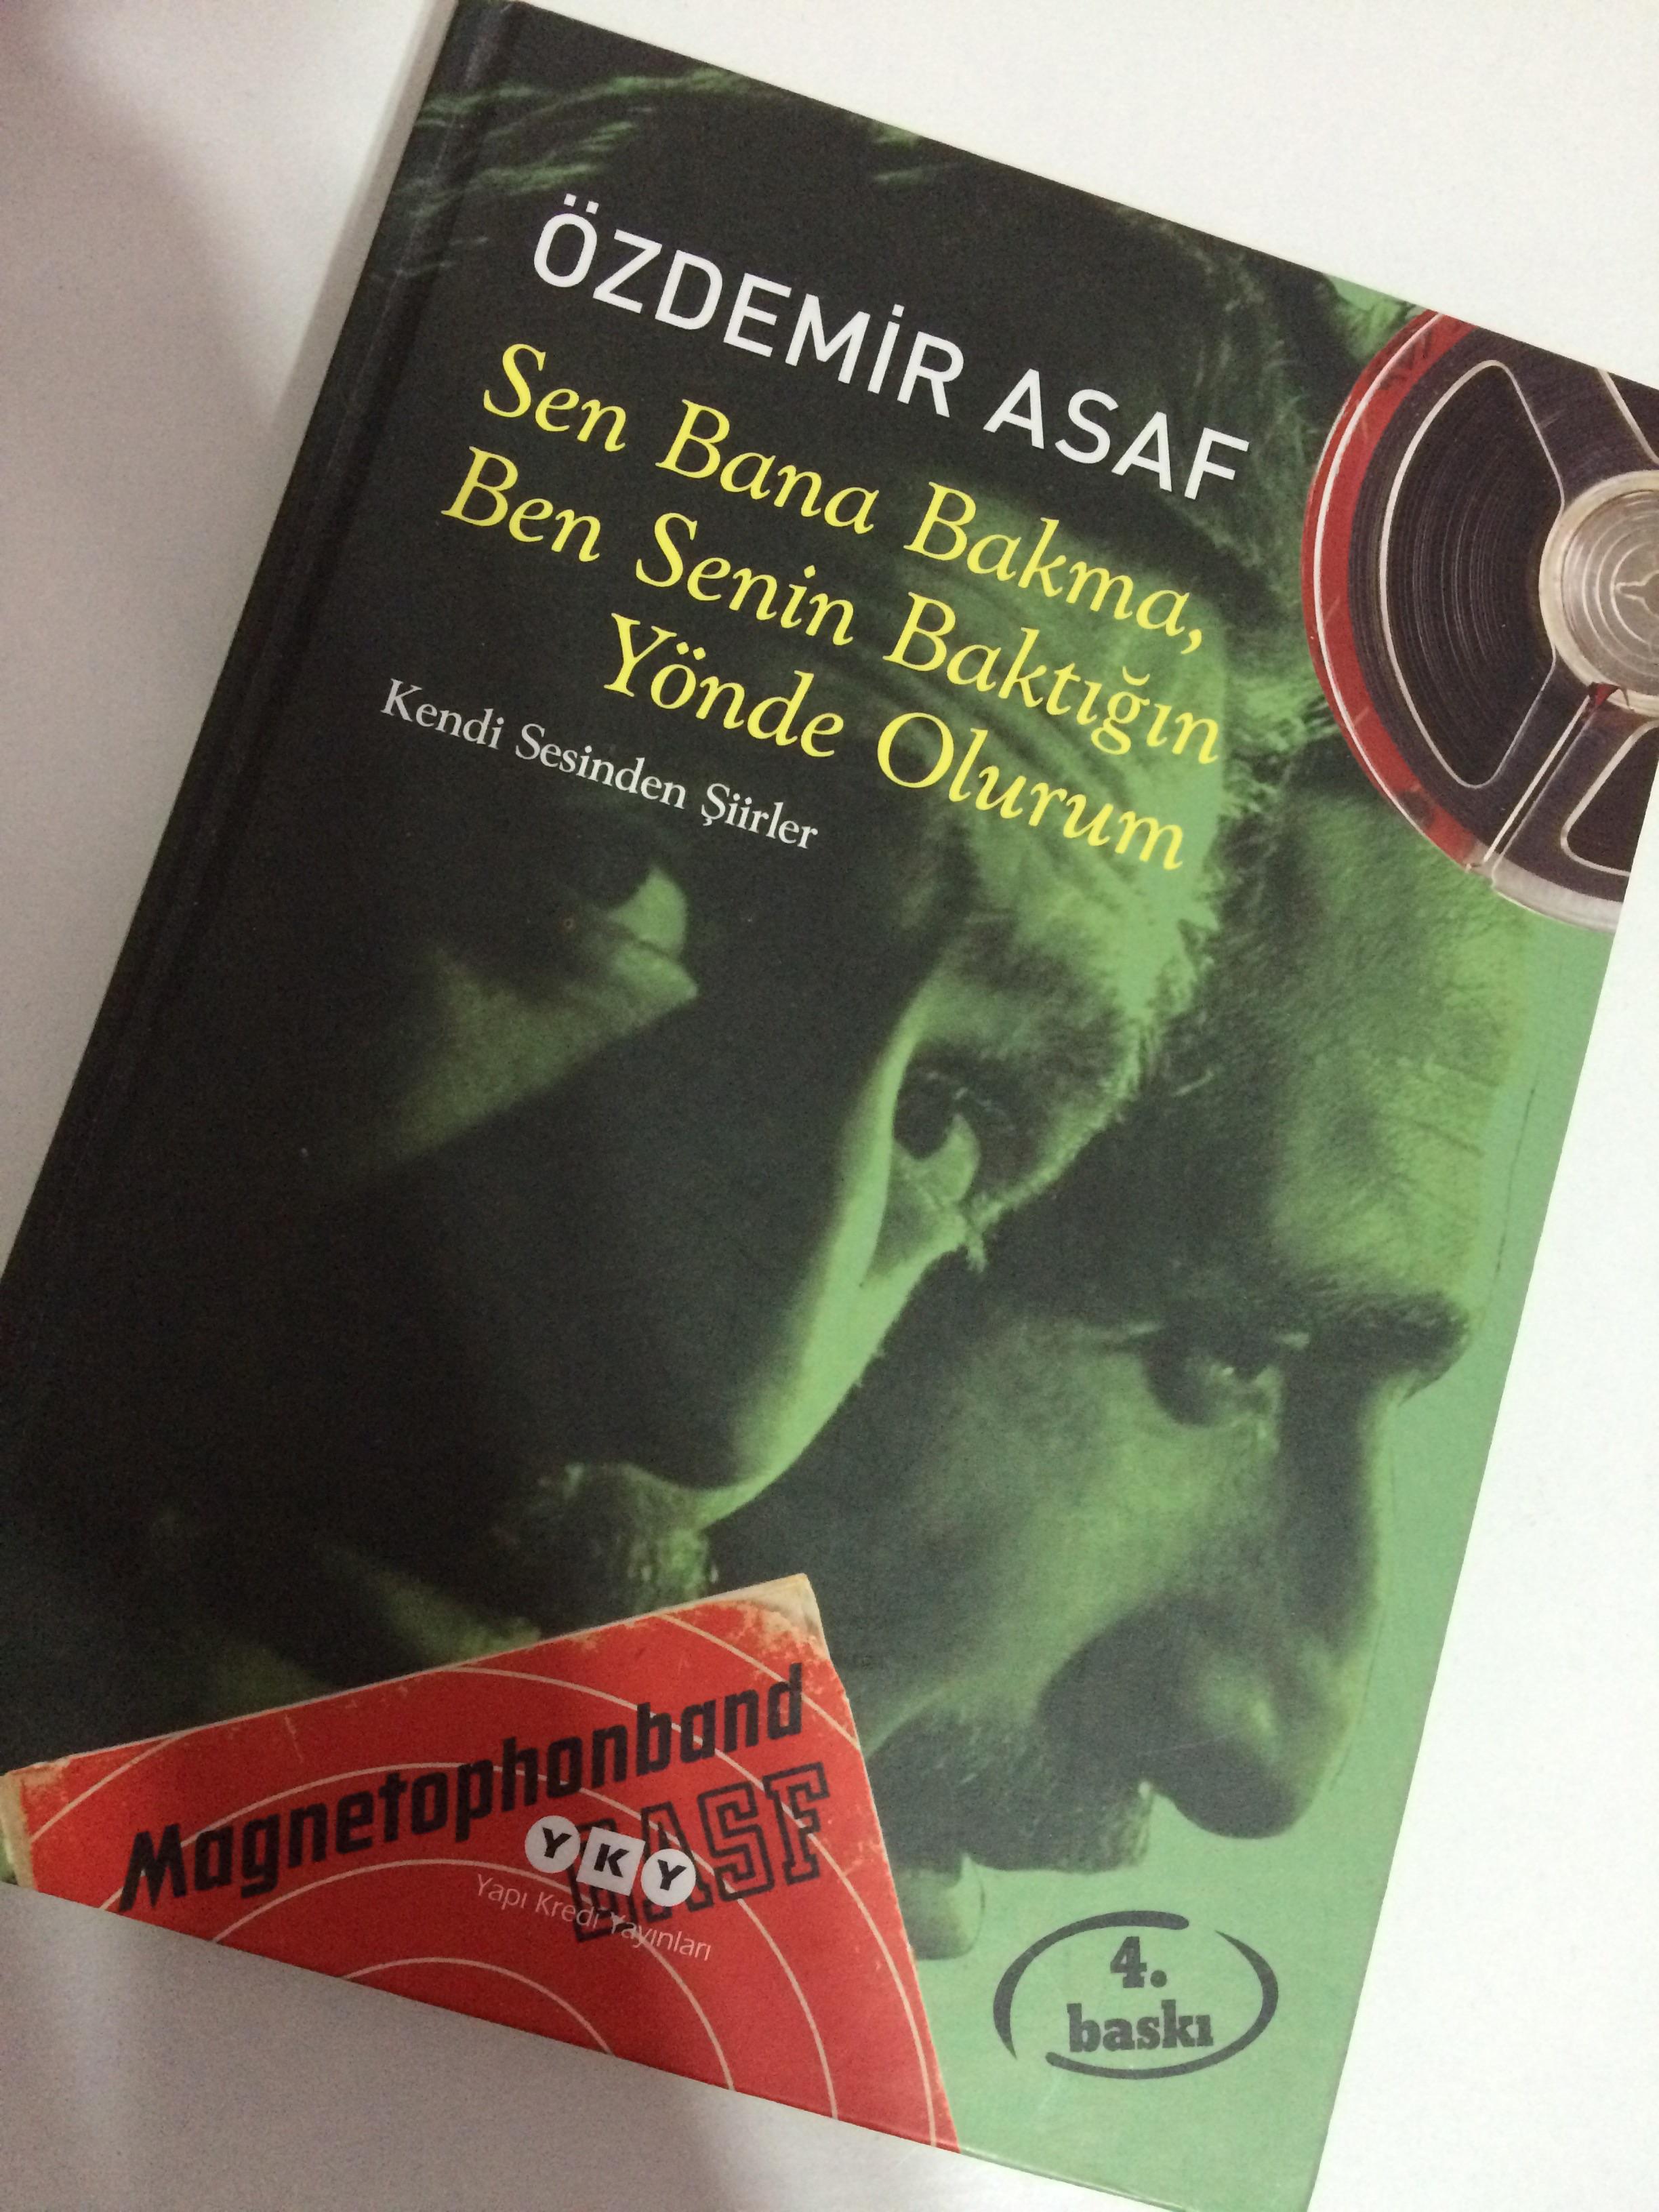 ÖZDEMİR ASAF
Sen Bana Bakma,
Ben Senin Baktığın
Yönde Olurum
Kendi Sesinden Şiirler
Magnetophonband
BASF
YKY
Yapı Kredi Yayınları
4.
baskı